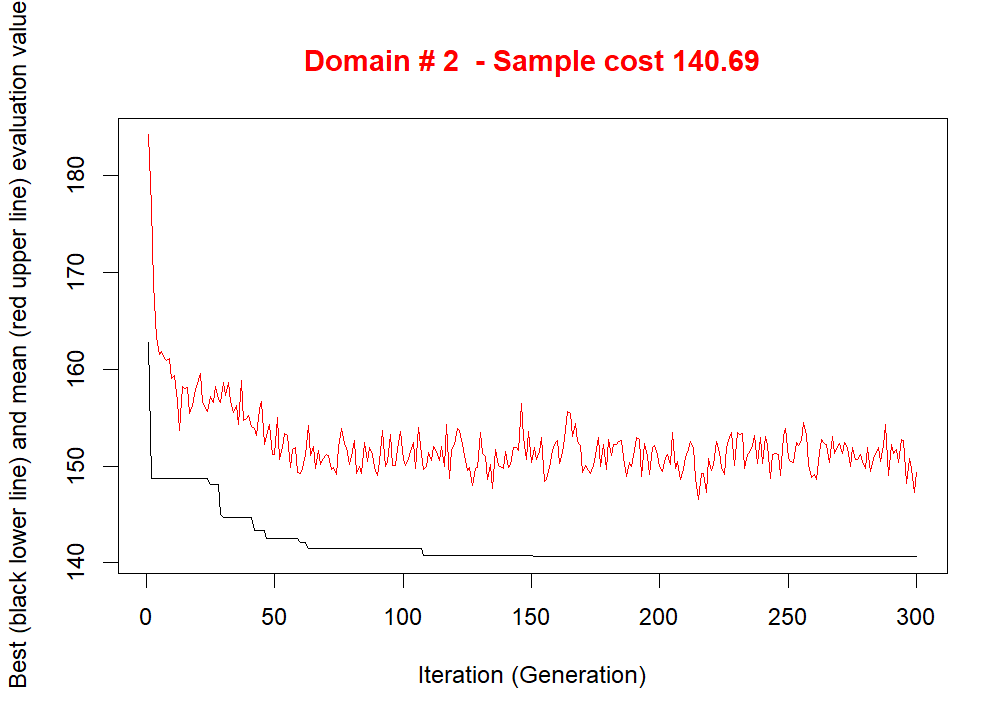 Domain # 2  - Sample cost 140.69
Best (black lower line) and mean (red upper line) evaluation value
180
170
160
150
140
0 50 100 150 200 250 300
Iteration (Generation)